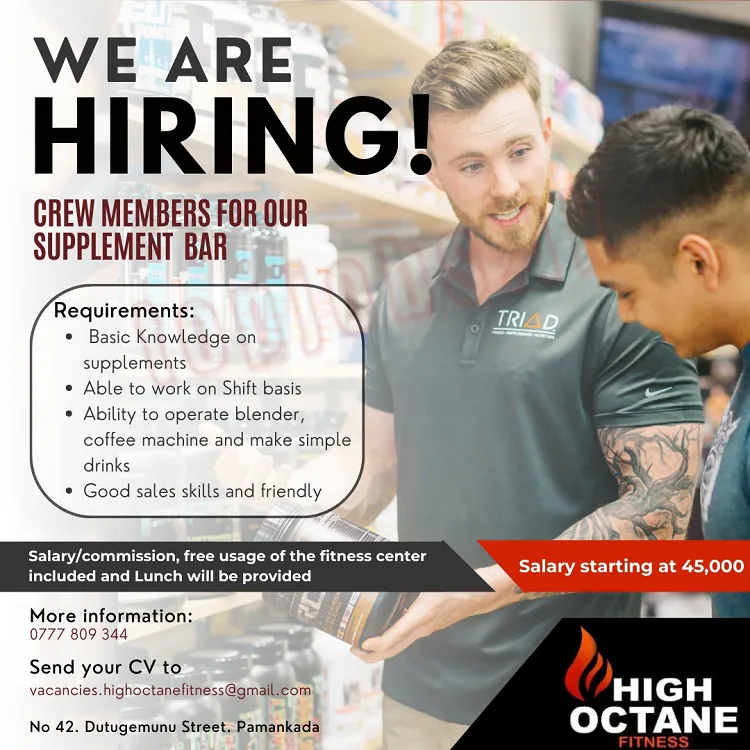 WE ARE
HIRING!
CREW MEMBERS FOR OUR
SUPPLEMENT BAR
Requirements:
• Basic Knowledge on
supplements
• Able to work on Shift basis
• Ability to operate blender,
coffee machine and make simple
drinks
• Good sales skills and friendly
TRIAD
FITNESS • SUPPLEMENTS • NUTRITION
Salary/commission, free usage of the fitness center
included and Lunch will be provided
Salary starting at 45,000
More information:
0777 809 344
Send your CV to
vacancies.highoctanefitness@gmail.com
No 42. Dutugemunu Street. Pamankada
HIGH
OCTANE
FITNESS